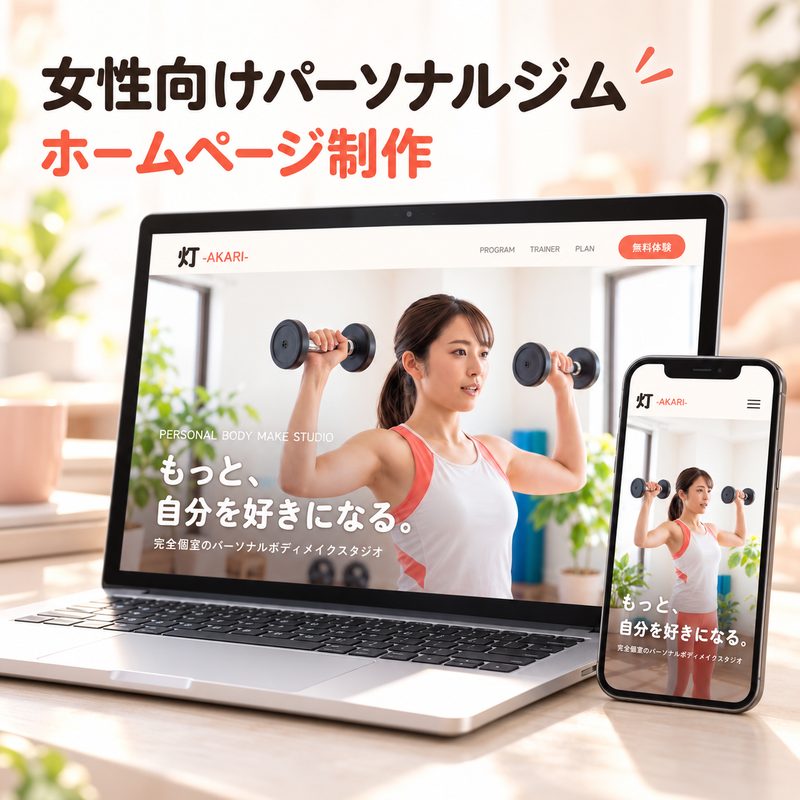 女性向けパーソナルジム
ホームページ制作
灯 -AKARI-
PROGRAM TRAINER PLAN 無料体験
PERSONAL BODY MAKE STUDIO
もっと、
自分を好きになる。
完全個室のパーソナルボディメイクスタジオ
灯 -AKARI-
もっと、
自分を好きになる。
完全個室のパーソナルボディメイクスタジオ